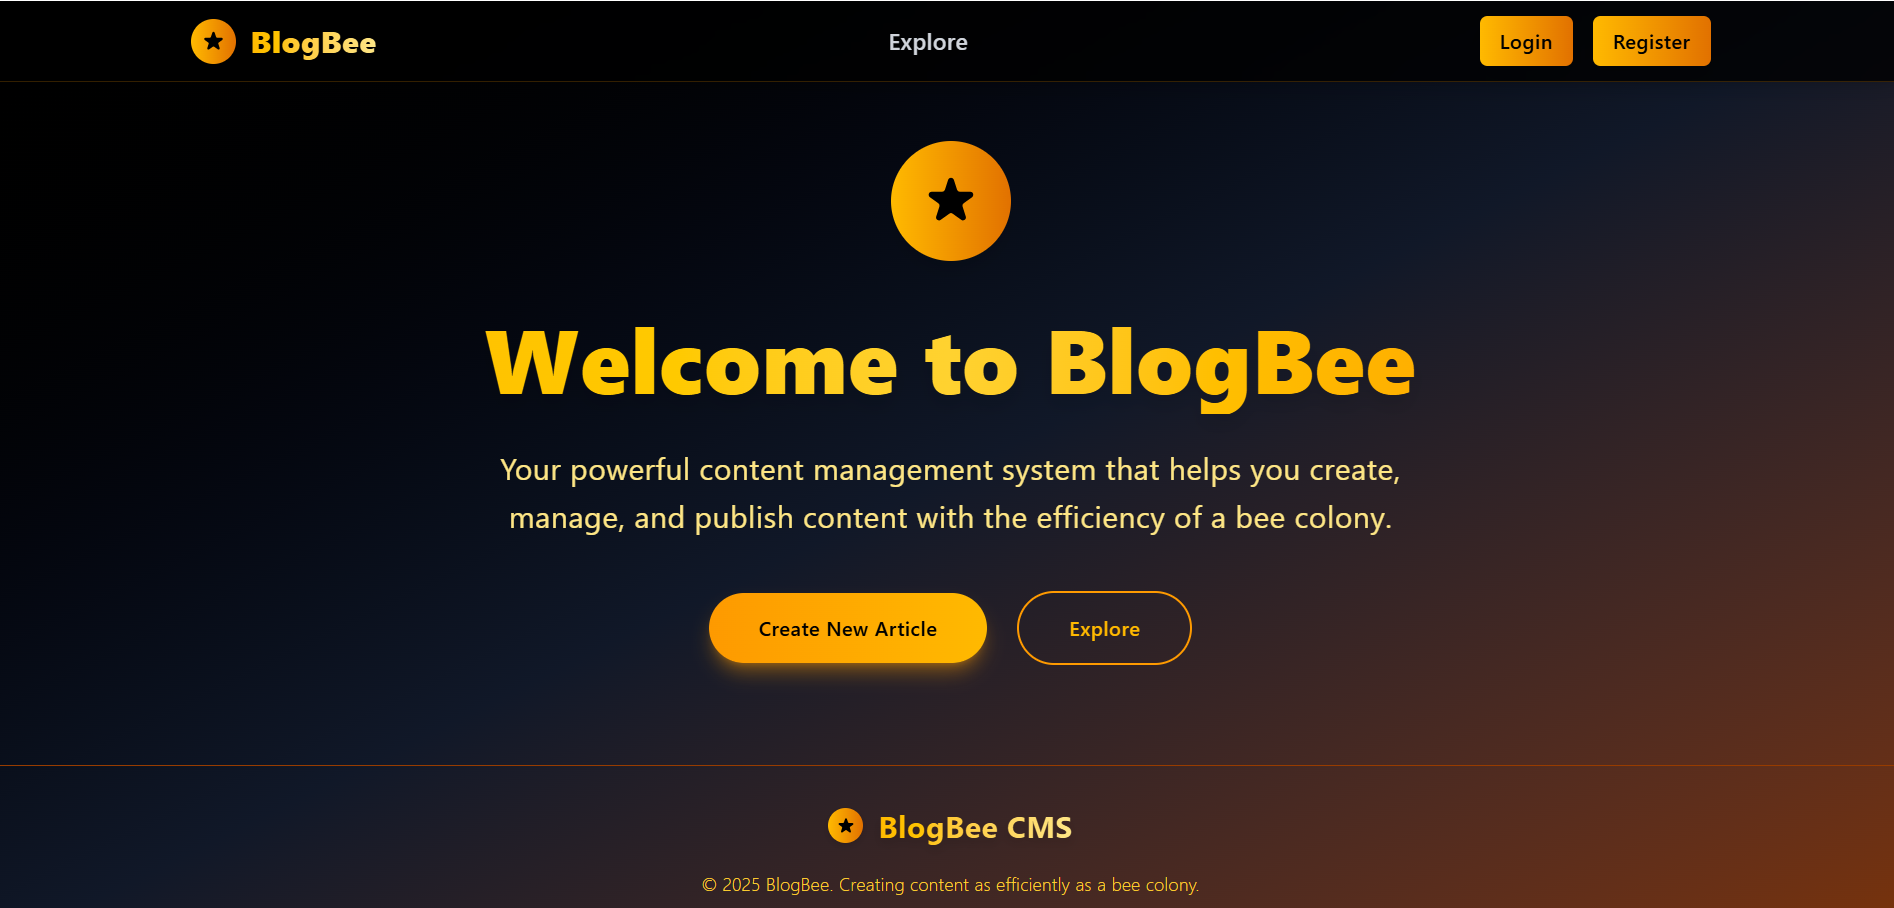 BlogBee
Explore
Login
Register
Welcome to BlogBee
Your powerful content management system that helps you create,
manage, and publish content with the efficiency of a bee colony.
Create New Article
Explore
BlogBee CMS
© 2025 BlogBee. Creating content as efficiently as a bee colony.